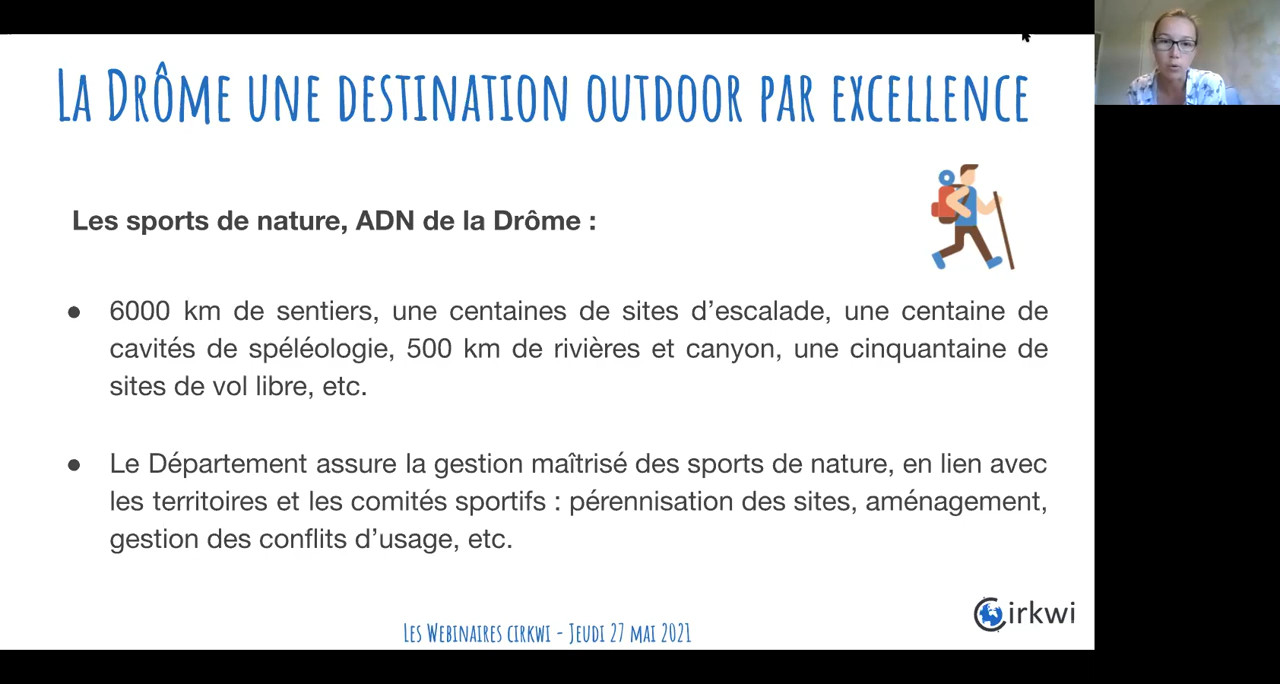 La Drôme une destination outdoor par excellence
Les sports de nature, ADN de la Drôme :
● 6000 km de sentiers, une centaines de sites d’escalade, une centaine de
cavités de spéléologie, 500 km de rivières et canyon, une cinquantaine de
sites de vol libre, etc.
● Le Département assure la gestion maîtrisé des sports de nature, en lien avec
les territoires et les comités sportifs : pérennisation des sites, aménagement,
gestion des conflits d’usage, etc.
Cirkwi
Les Webinaires cirkwi - Jeudi 27 mai 2021